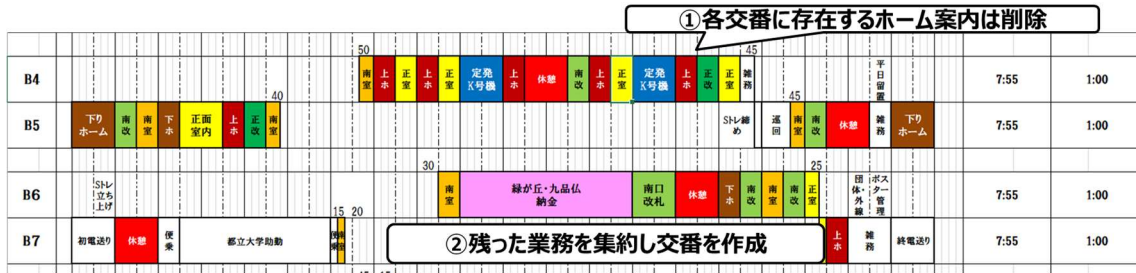 ①各交番に存在するホーム案内は削除
50 45
B4 南室 上ホ 正室 上ホ 正室 定発K号機 上ホ 休憩 南改 上ホ 正室 定発K号機 上ホ 正改 正室 雑務 平日留置 7:55 1:00
40 45
B5 下りホーム 南改 南室 下ホ 正面室内 上ホ 正改 南室 Sトレ締め 巡回 南室 南改 休憩 雑務 下りホーム 7:55 1:00
30 25
B6 Sトレ立ち上げ 南室 緑が丘・九品仏納金 南口改札 休憩 下ホ 南改 南室 南改 正室 団体・外線 ポスター管理 7:55 1:00
15 20
B7 初電送り 休憩 便乗 都立大学助勤 便乗 南室 上ホ 雑務 終電送り 7:55 1:00
②残った業務を集約し交番を作成